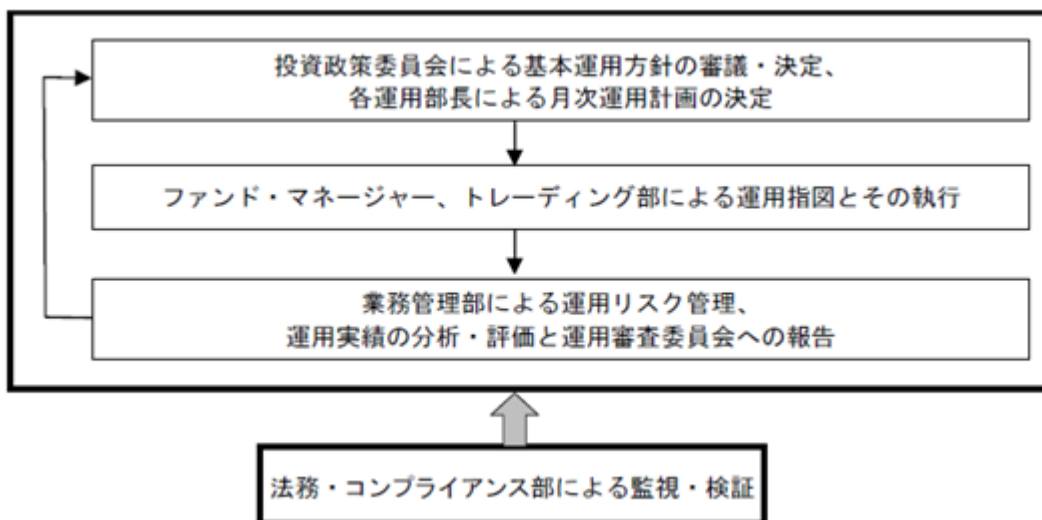 投資政策委員会による基本運用方針の審議・決定、
各運用部長による月次運用計画の決定
ファンド・マネージャー、トレーディング部による運用指図とその執行
業務管理部による運用リスク管理、
運用実績の分析・評価と運用審査委員会への報告
法務・コンプライアンス部による監視・検証